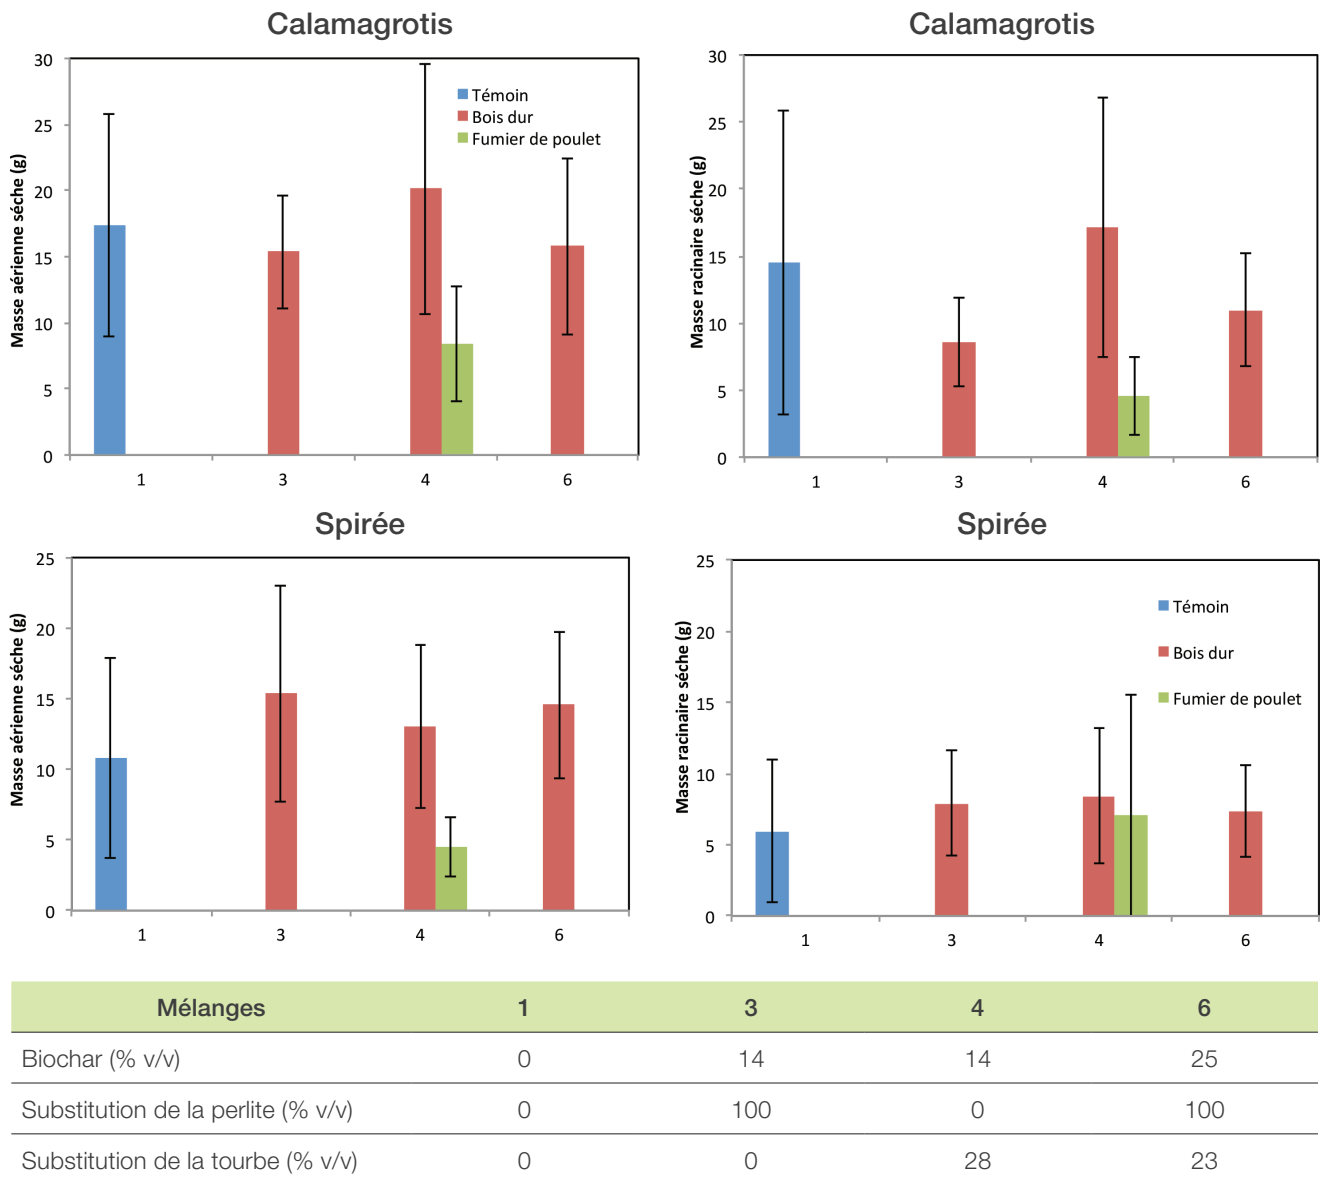 Calamagrotis
Masse aérienne séche (g)
30
25
20
15
10
5
0
Témoin
Bois dur
Fumier de poulet
1 3 4 6
Calamagrotis
Masse racinaire séche (g)
30
25
20
15
10
5
0
1 3 4 6
Spirée
Masse aérienne séche (g)
25
20
15
10
5
0
1 3 4 6
Spirée
Masse racinaire séche (g)
25
20
15
10
5
0
Témoin
Bois dur
Fumier de poulet
1 3 4 6
Mélanges 1 3 4 6
Biochar (% v/v) 0 14 14 25
Substitution de la perlite (% v/v) 0 100 0 100
Substitution de la tourbe (% v/v) 0 0 28 23